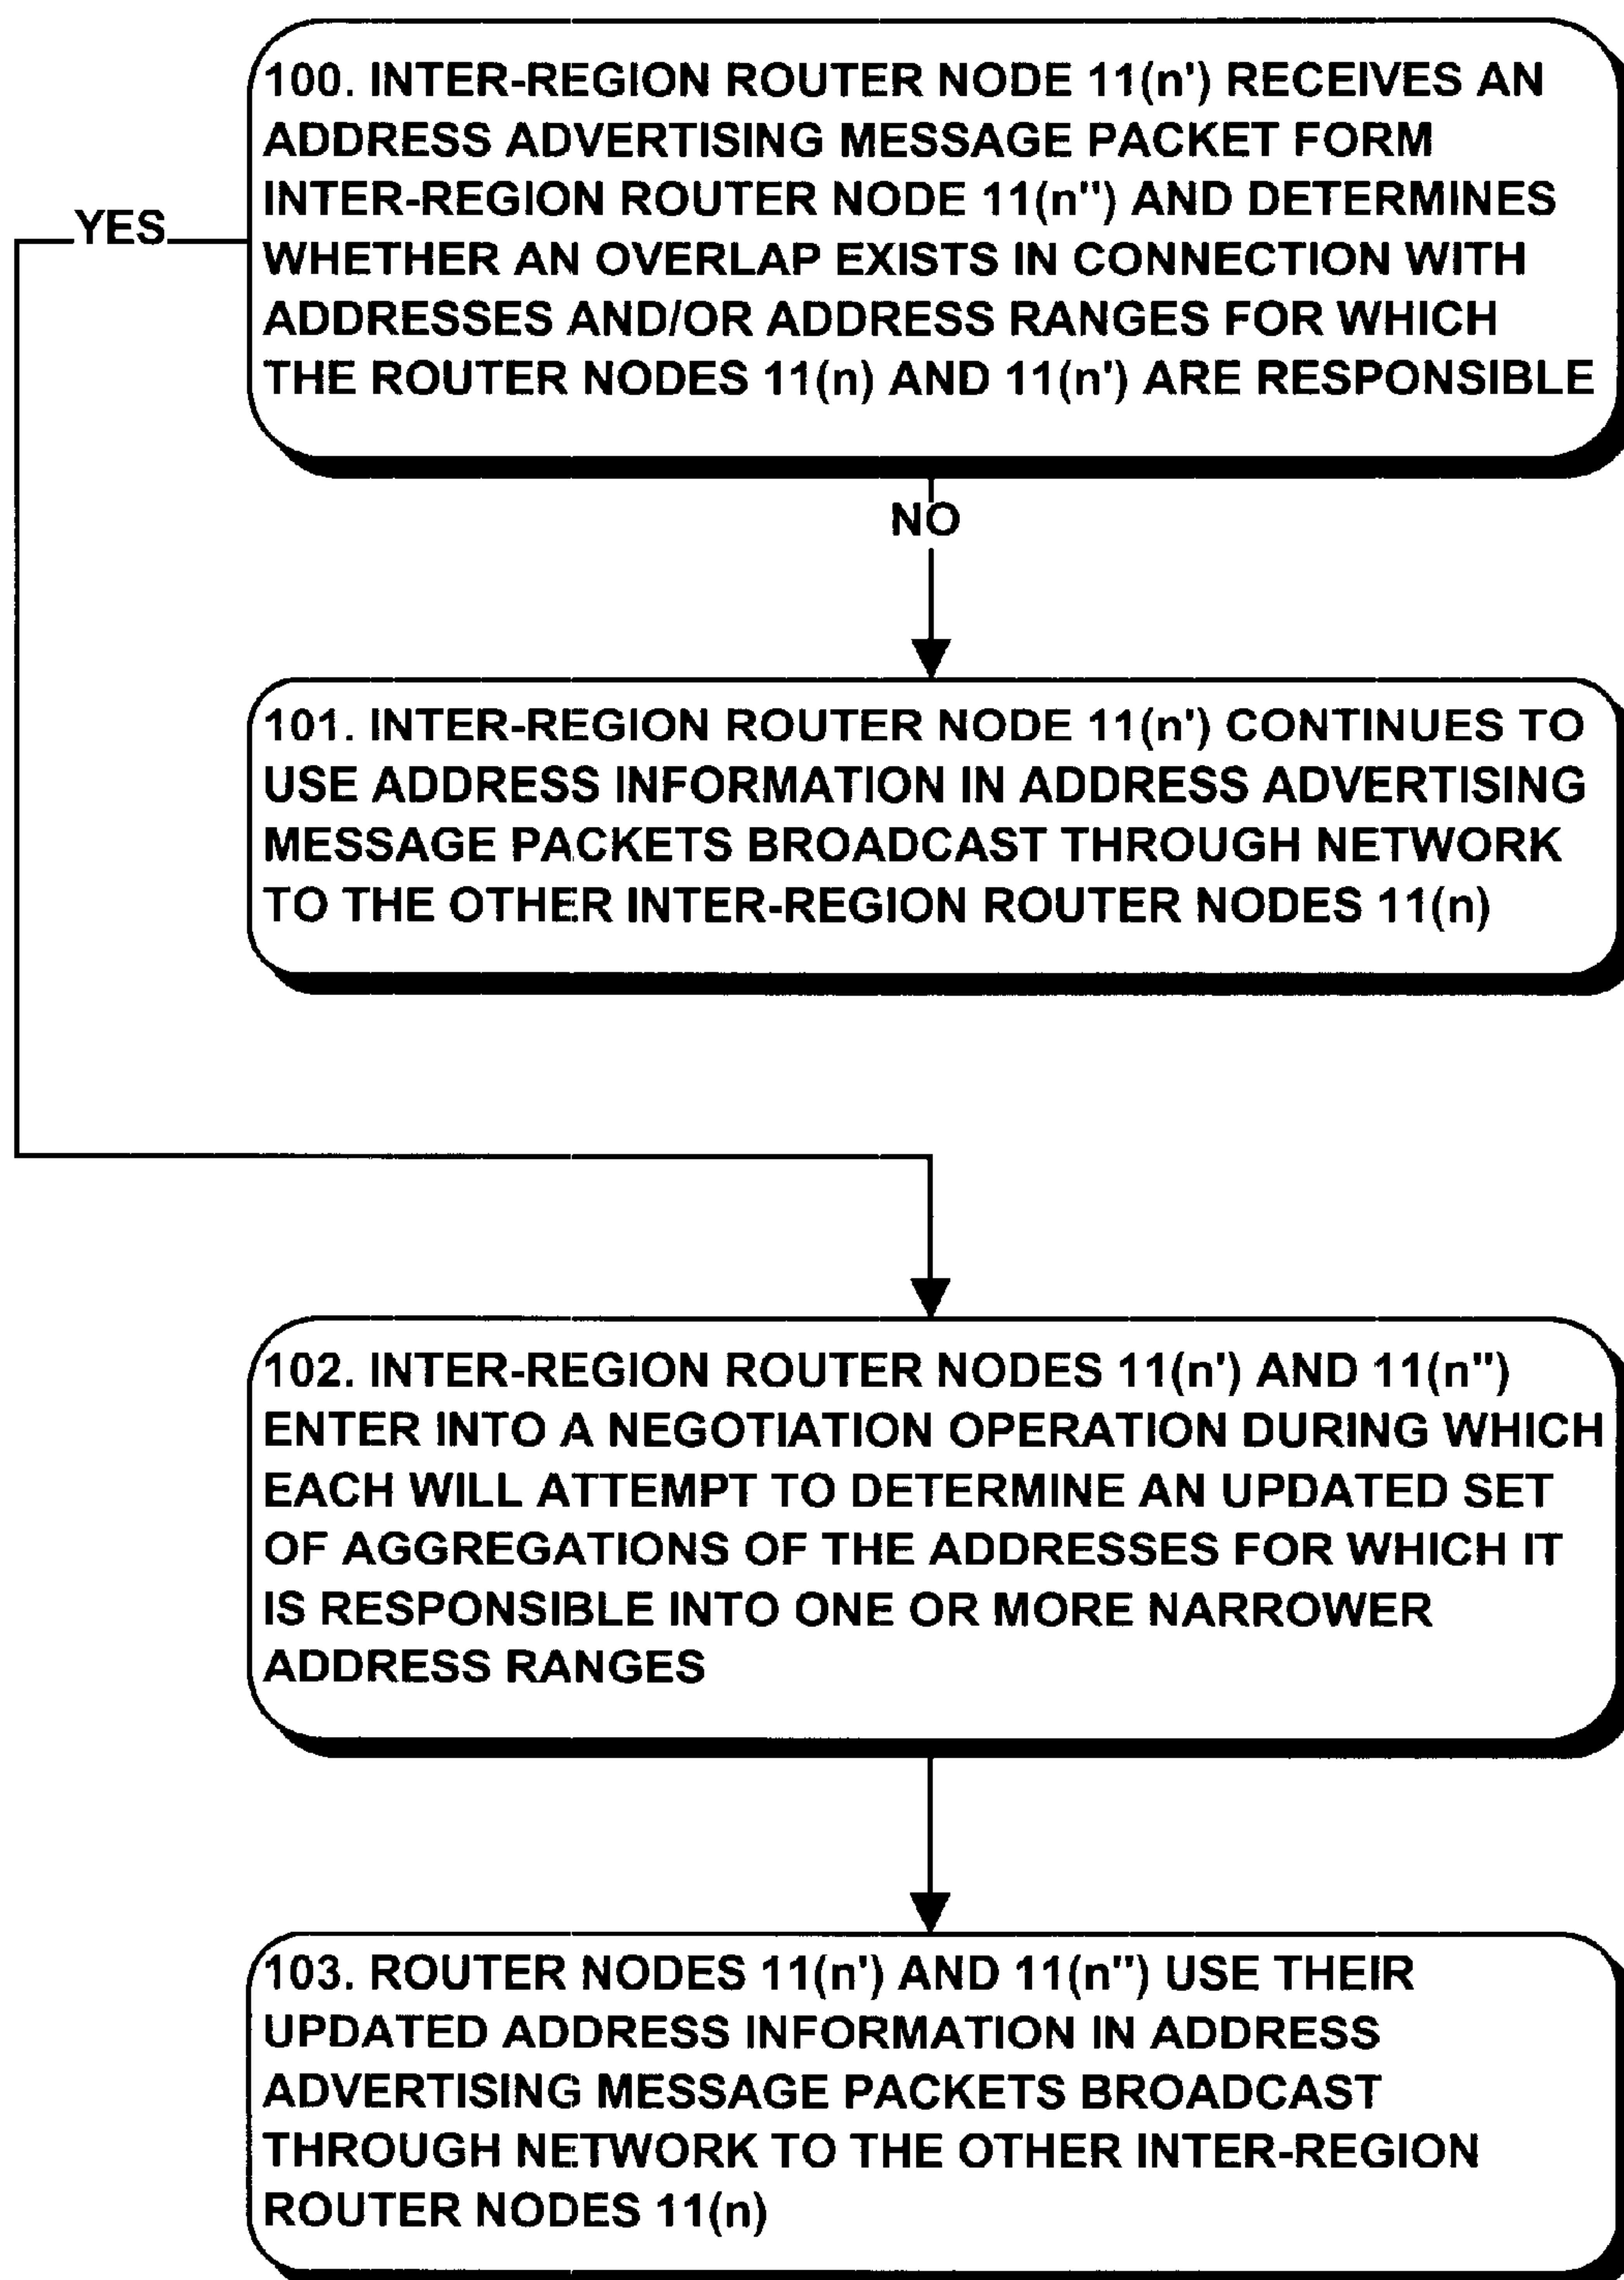 100. INTER-REGION ROUTER NODE 11(n') RECEIVES AN
ADDRESS ADVERTISING MESSAGE PACKET FORM
INTER-REGION ROUTER NODE 11(n") AND DETERMINES
WHETHER AN OVERLAP EXISTS IN CONNECTION WITH
ADDRESSES AND/OR ADDRESS RANGES FOR WHICH
THE ROUTER NODES 11(n) AND 11(n') ARE RESPONSIBLE
YES
NO
101. INTER-REGION ROUTER NODE 11(n') CONTINUES TO
USE ADDRESS INFORMATION IN ADDRESS ADVERTISING
MESSAGE PACKETS BROADCAST THROUGH NETWORK
TO THE OTHER INTER-REGION ROUTER NODES 11(n)
102. INTER-REGION ROUTER NODES 11(n') AND 11(n")
ENTER INTO A NEGOTIATION OPERATION DURING WHICH
EACH WILL ATTEMPT TO DETERMINE AN UPDATED SET
OF AGGREGATIONS OF THE ADDRESSES FOR WHICH IT
IS RESPONSIBLE INTO ONE OR MORE NARROWER
ADDRESS RANGES
103. ROUTER NODES 11(n') AND 11(n") USE THEIR
UPDATED ADDRESS INFORMATION IN ADDRESS
ADVERTISING MESSAGE PACKETS BROADCAST
THROUGH NETWORK TO THE OTHER INTER-REGION
ROUTER NODES 11(n)